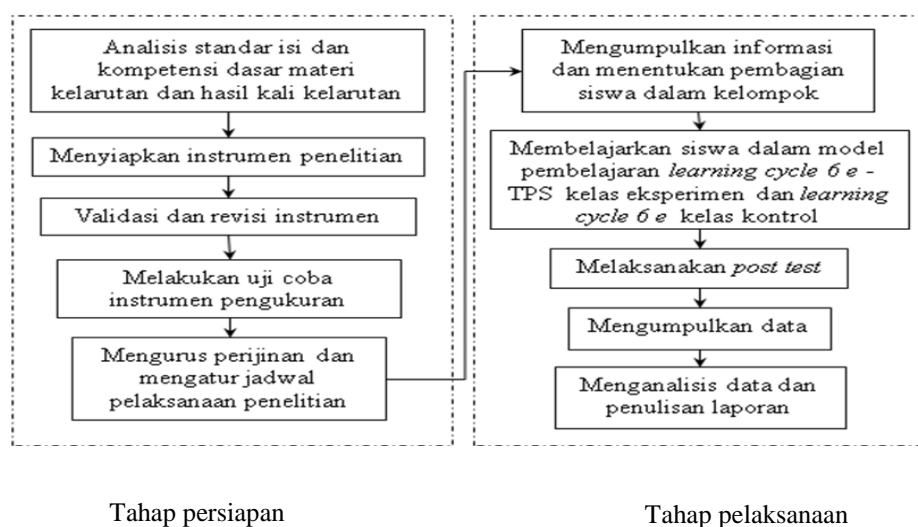 Analisis standar isi dan
kompetensi dasar materi
kelarutan dan hasil kali kelarutan
Menyiapkan instrumen penelitian
Validasi dan revisi instrumen
Melakukan uji coba
instrumen pengukuran
Mengurus perijinan dan
mengatur jadwal
pelaksanaan penelitian
Mengumpulkan informasi
dan menentukan pembagian
siswa dalam kelompok
Membelajarkan siswa dalam model
pembelajaran learning cycle 6 e -
TPS kelas eksperimen dan learning
cycle 6 e kelas kontrol
Melaksanakan post test
Mengumpulkan data
Menganalisis data dan
penulisan laporan
Tahap persiapan
Tahap pelaksanaan